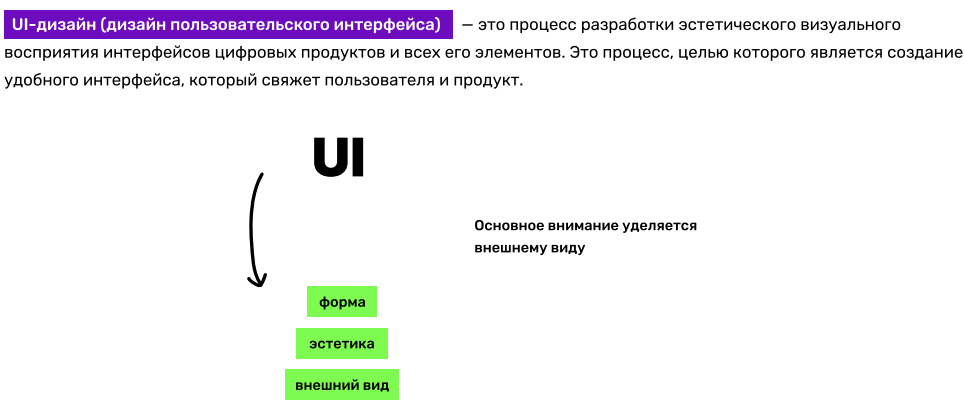 UI-дизайн (дизайн пользовательского интерфейса) — это процесс разработки эстетического визуального
восприятия интерфейсов цифровых продуктов и всех его элементов. Это процесс, целью которого является создание
удобного интерфейса, который свяжет пользователя и продукт.
UI
Основное внимание уделяется
внешнему виду
форма
эстетика
внешний вид